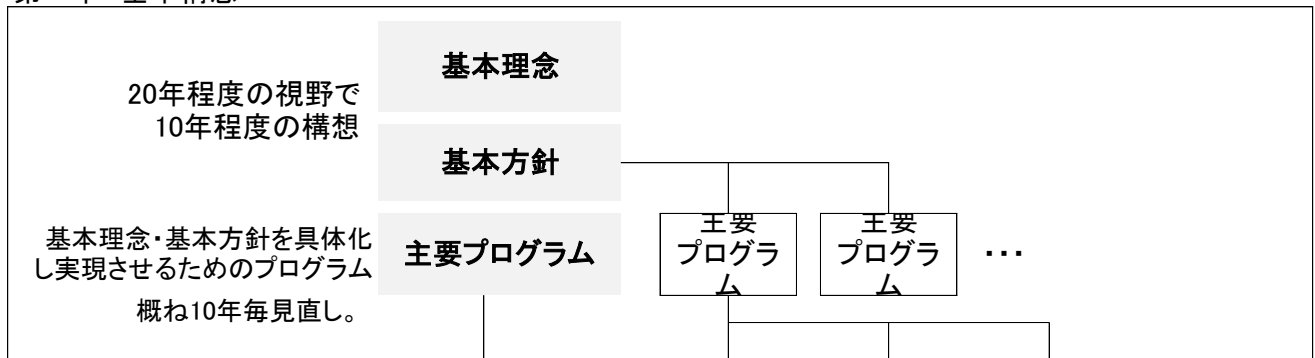 基本理念
20年程度の視野で
10年程度の構想
基本方針
基本理念・基本方針を具体化
し実現させるためのプログラム
概ね10年毎見直し。
主要プログラム
主要
プログラ
ム
主要
プログラ
ム
・・・